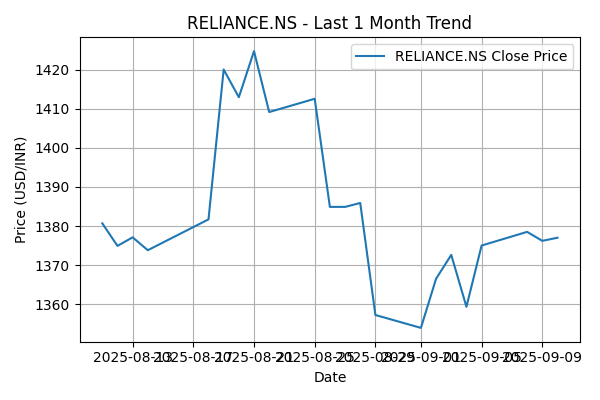 RELIANCE.NS - Last 1 Month Trend
RELIANCE.NS Close Price
Price (USD/INR)
1420
1410
1400
1390
1380
1370
1360
2025-08-13 2025-08-17 2025-08-21 2025-08-25 2025-08-29 2025-09-01 2025-09-05 2025-09-09
Date